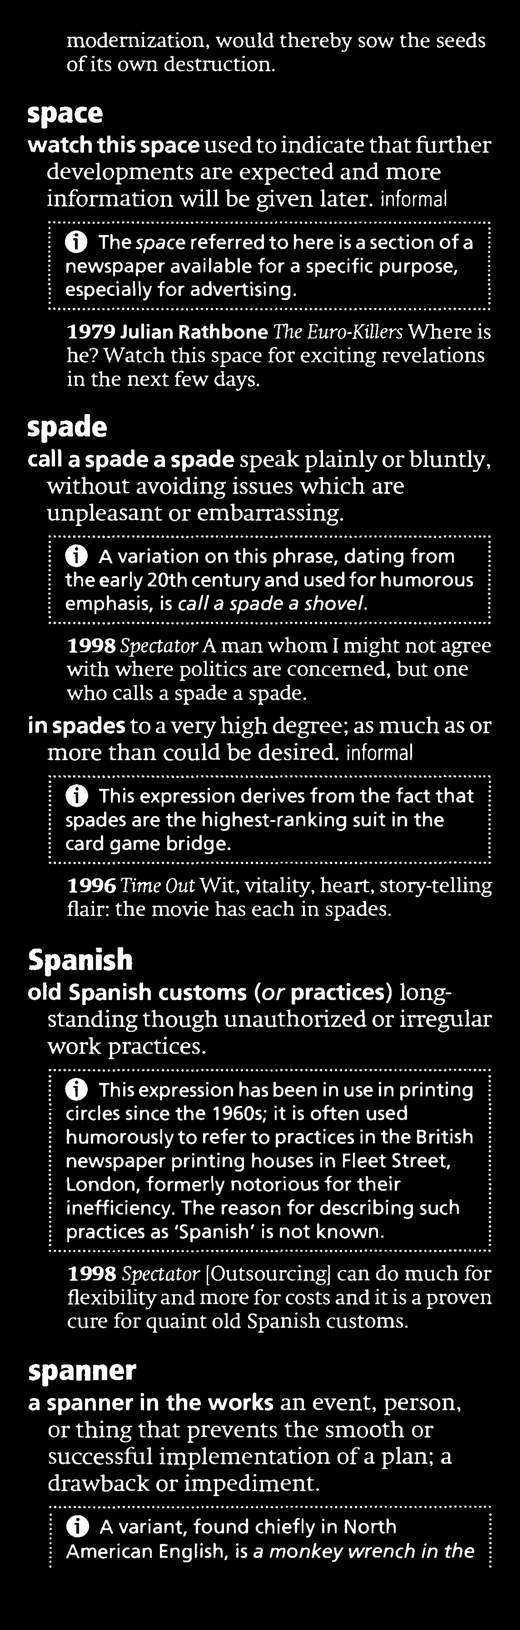 modernization, would thereby sow the seeds
of its own destruction.
space
watch this space used to indicate that further
developments are expected and more
information will be given later. informal
ⓘ The space referred to here is a section of a
newspaper available for a specific purpose,
especially for advertising.
1979 Julian Rathbone The Euro-Killers Where is
he? Watch this space for exciting revelations
in the next few days.
spade
call a spade a spade speak plainly or bluntly,
without avoiding issues which are
unpleasant or embarrassing.
ⓘ A variation on this phrase, dating from
the early 20th century and used for humorous
emphasis, is call a spade a shovel.
1998 Spectator A man whom I might not agree
with where politics are concerned, but one
who calls a spade a spade.
in spades to a very high degree; as much as or
more than could be desired. informal
ⓘ This expression derives from the fact that
spades are the highest-ranking suit in the
card game bridge.
1996 Time Out Wit, vitality, heart, story-telling
flair: the movie has each in spades.
Spanish
old Spanish customs (or practices) long-
standing though unauthorized or irregular
work practices.
ⓘ This expression has been in use in printing
circles since the 1960s; it is often used
humorously to refer to practices in the British
newspaper printing houses in Fleet Street,
London, formerly notorious for their
inefficiency. The reason for describing such
practices as 'Spanish' is not known.
1998 Spectator [Outsourcing] can do much for
flexibility and more for costs and it is a proven
cure for quaint old Spanish customs.
spanner
a spanner in the works an event, person,
or thing that prevents the smooth or
successful implementation of a plan; a
drawback or impediment.
ⓘ A variant, found chiefly in North
American English, is a monkey wrench in the